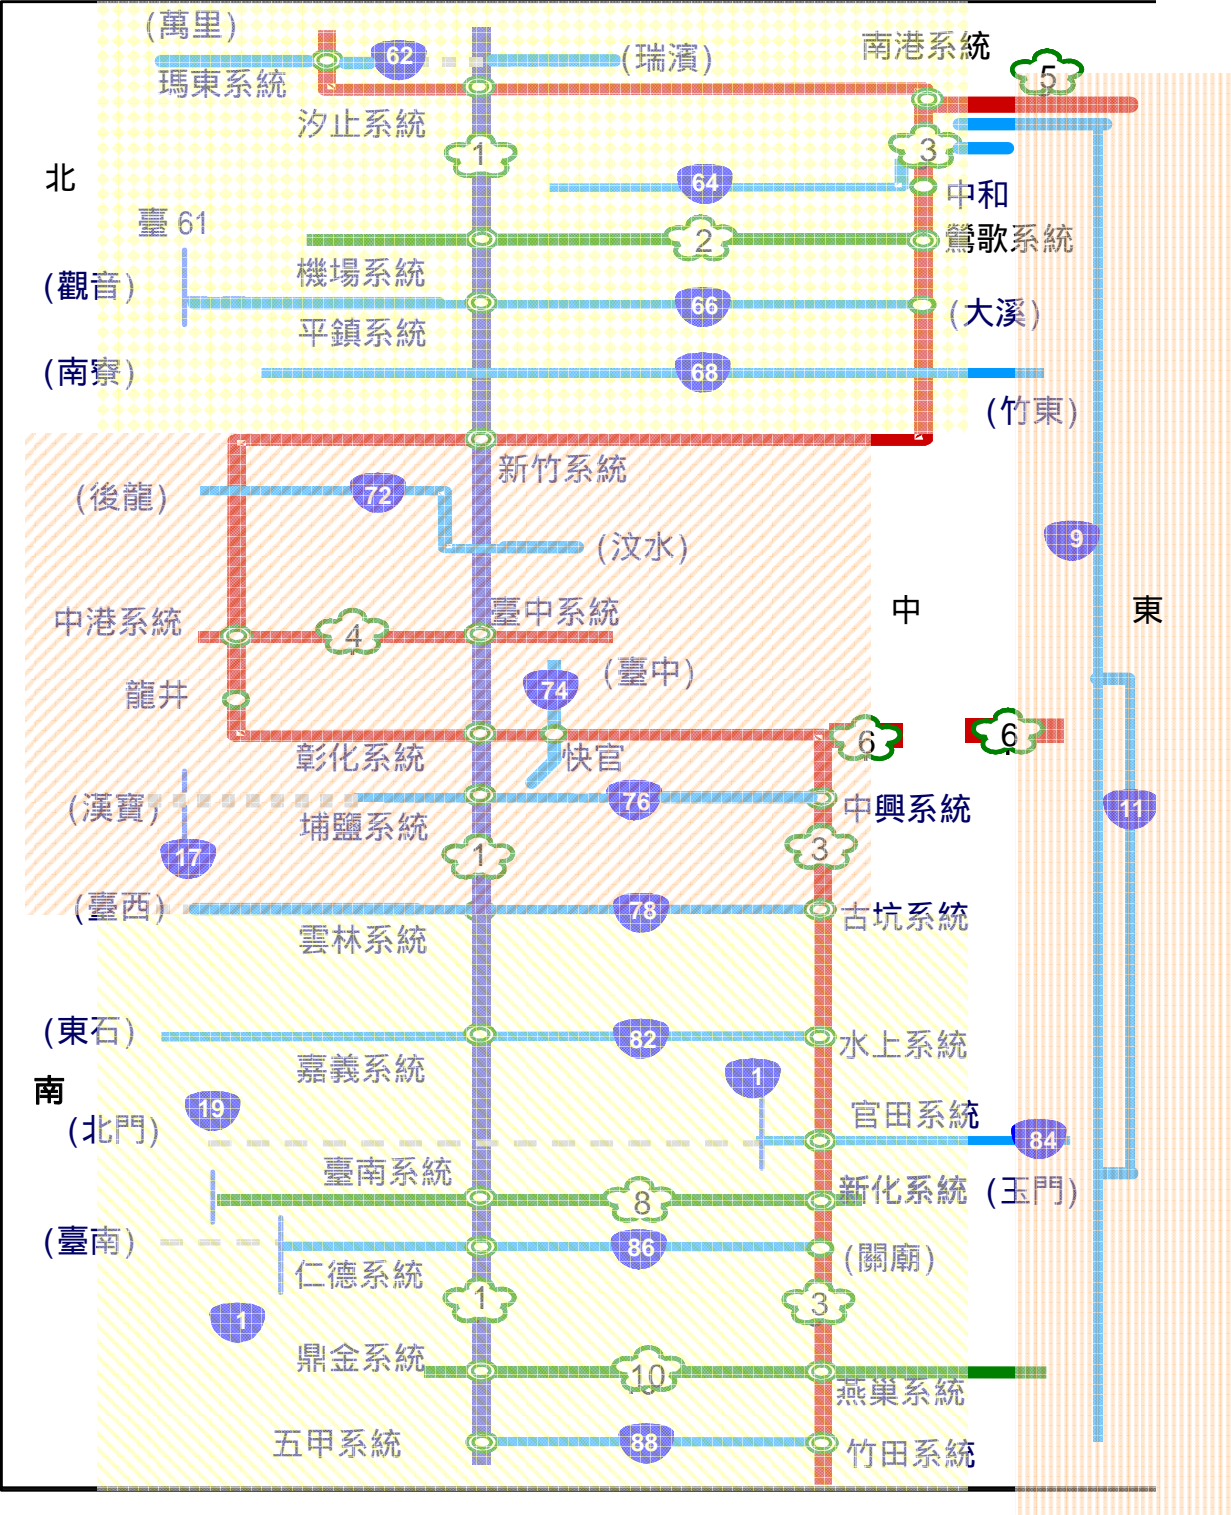 (萬里)
62
(瑞濱)
南港系統
5
瑪東系統
汐止系統
1
3
北
64
中和
臺 61
2
鶯歌系統
(觀音)
機場系統
66
(大溪)
平鎮系統
(南寮)
68
(竹東)
新竹系統
(後龍)
72
9
(汶水)
中
東
中港系統
4
臺中系統
(臺中)
龍井
74
6
6
彰化系統
快官
(漢寶)
76
中興系統
11
埔鹽系統
17
1
3
(臺西)
78
古坑系統
雲林系統
(東石)
82
水上系統
嘉義系統
南
1
19
官田系統
(北門)
84
臺南系統
8
新化系統
(玉門)
(臺南)
86
(關廟)
仁德系統
1
3
1
鼎金系統
10
燕巢系統
五甲系統
88
竹田系統